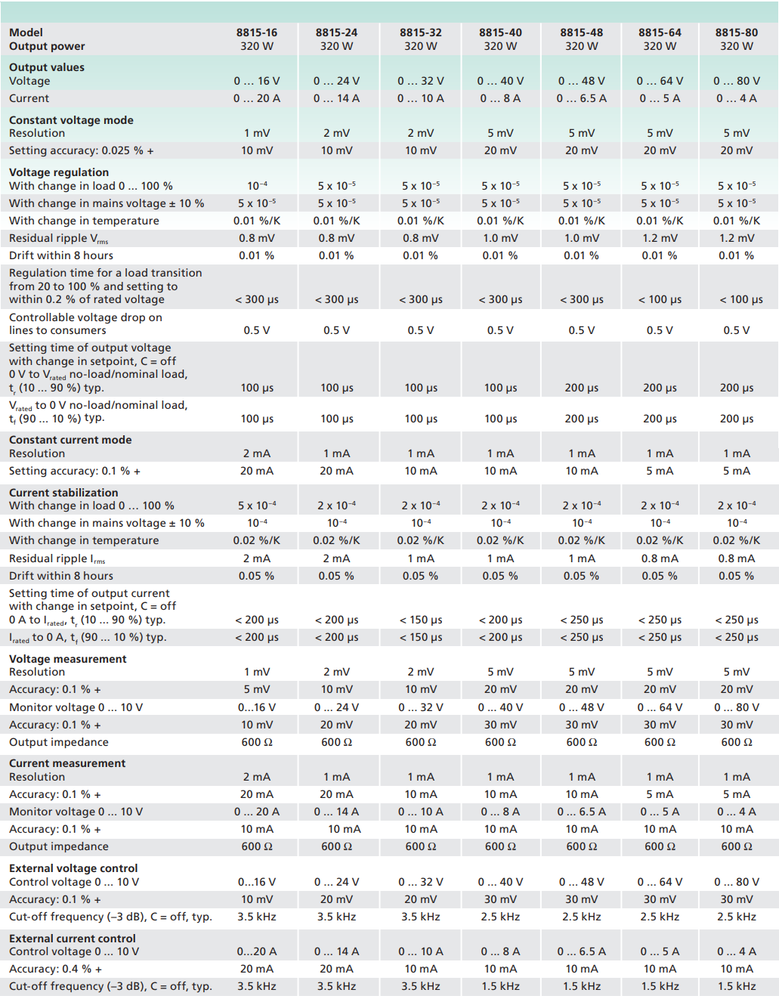 Model 8815-16 8815-24 8815-32 8815-40 8815-48 8815-64 8815-80
Output power 320 W 320 W 320 W 320 W 320 W 320 W 320 W
Output values
Voltage 0 ... 16 V 0 ... 24 V 0 ... 32 V 0 ... 40 V 0 ... 48 V 0 ... 64 V 0 ... 80 V
Current 0 ... 20 A 0 ... 14 A 0 ... 10 A 0 ... 8 A 0 ... 6.5 A 0 ... 5 A 0 ... 4 A
Constant voltage mode
Resolution 1 mV 2 mV 2 mV 5 mV 5 mV 5 mV 5 mV
Setting accuracy: 0.025 % + 10 mV 10 mV 10 mV 20 mV 20 mV 20 mV 20 mV
Voltage regulation
With change in load 0 ... 100 % 10⁻⁴ 5 x 10⁻⁵ 5 x 10⁻⁵ 5 x 10⁻⁵ 5 x 10⁻⁵ 5 x 10⁻⁵ 5 x 10⁻⁵
With change in mains voltage ± 10 % 5 x 10⁻⁵ 5 x 10⁻⁵ 5 x 10⁻⁵ 5 x 10⁻⁵ 5 x 10⁻⁵ 5 x 10⁻⁵ 5 x 10⁻⁵
With change in temperature 0.01 %/K 0.01 %/K 0.01 %/K 0.01 %/K 0.01 %/K 0.01 %/K 0.01 %/K
Residual ripple Vrms 0.8 mV 0.8 mV 0.8 mV 1.0 mV 1.0 mV 1.2 mV 1.2 mV
Drift within 8 hours 0.01 % 0.01 % 0.01 % 0.01 % 0.01 % 0.01 % 0.01 %
Regulation time for a load transition
from 20 to 100 % and setting to
within 0.2 % of rated voltage < 300 µs < 300 µs < 300 µs < 300 µs < 300 µs < 100 µs < 100 µs
Controllable voltage drop on
lines to consumers 0.5 V 0.5 V 0.5 V 0.5 V 0.5 V 0.5 V 0.5 V
Setting time of output voltage
with change in setpoint, C = off
0 V to Vrated no-load/nominal load,
tr (10 ... 90 %) typ. 100 µs 100 µs 100 µs 100 µs 200 µs 200 µs 200 µs
Vrated to 0 V no-load/nominal load,
tf (90 ... 10 %) typ. 100 µs 100 µs 100 µs 100 µs 200 µs 200 µs 200 µs
Constant current mode
Resolution 2 mA 1 mA 1 mA 1 mA 1 mA 1 mA 1 mA
Setting accuracy: 0.1 % + 20 mA 20 mA 10 mA 10 mA 10 mA 5 mA 5 mA
Current stabilization
With change in load 0 ... 100 % 5 x 10⁻⁴ 2 x 10⁻⁴ 2 x 10⁻⁴ 2 x 10⁻⁴ 2 x 10⁻⁴ 2 x 10⁻⁴ 2 x 10⁻⁴
With change in mains voltage ± 10 % 10⁻⁴ 10⁻⁴ 10⁻⁴ 10⁻⁴ 10⁻⁴ 10⁻⁴ 10⁻⁴
With change in temperature 0.02 %/K 0.02 %/K 0.02 %/K 0.02 %/K 0.02 %/K 0.02 %/K 0.02 %/K
Residual ripple Irms 2 mA 2 mA 1 mA 1 mA 1 mA 0.8 mA 0.8 mA
Drift within 8 hours 0.05 % 0.05 % 0.05 % 0.05 % 0.05 % 0.05 % 0.05 %
Setting time of output current
with change in setpoint, C = off
0 A to Irated, tr (10 ... 90 %) typ. < 200 µs < 200 µs < 150 µs < 200 µs < 250 µs < 250 µs < 250 µs
Irated to 0 A, tf (90 ... 10 %) typ. < 200 µs < 200 µs < 150 µs < 200 µs < 250 µs < 250 µs < 250 µs
Voltage measurement
Resolution 1 mV 2 mV 2 mV 5 mV 5 mV 5 mV 5 mV
Accuracy: 0.1 % + 5 mV 10 mV 10 mV 20 mV 20 mV 20 mV 20 mV
Monitor voltage 0 ... 10 V 0...16 V 0 ... 24 V 0 ... 32 V 0 ... 40 V 0 ... 48 V 0 ... 64 V 0 ... 80 V
Accuracy: 0.1 % + 10 mV 20 mV 20 mV 30 mV 30 mV 30 mV 30 mV
Output impedance 600 Ω 600 Ω 600 Ω 600 Ω 600 Ω 600 Ω 600 Ω
Current measurement
Resolution 2 mA 1 mA 1 mA 1 mA 1 mA 1 mA 1 mA
Accuracy: 0.1 % + 20 mA 20 mA 10 mA 10 mA 10 mA 5 mA 5 mA
Monitor voltage 0 ... 10 V 0 ... 20 A 0 ... 14 A 0 ... 10 A 0 ... 8 A 0 ... 6.5 A 0 ... 5 A 0 ... 4 A
Accuracy: 0.1 % + 10 mA 10 mA 10 mA 10 mA 10 mA 10 mA 10 mA
Output impedance 600 Ω 600 Ω 600 Ω 600 Ω 600 Ω 600 Ω 600 Ω
External voltage control
Control voltage 0 ... 10 V 0...16 V 0 ... 24 V 0 ... 32 V 0 ... 40 V 0 ... 48 V 0 ... 64 V 0 ... 80 V
Accuracy: 0.1 % + 10 mV 20 mV 20 mV 30 mV 30 mV 30 mV 30 mV
Cut-off frequency (–3 dB), C = off, typ. 3.5 kHz 3.5 kHz 3.5 kHz 2.5 kHz 2.5 kHz 2.5 kHz 2.5 kHz
External current control
Control voltage 0 ... 10 V 0...20 A 0 ... 14 A 0 ... 10 A 0 ... 8 A 0 ... 6.5 A 0 ... 5 A 0 ... 4 A
Accuracy: 0.4 % + 20 mA 20 mA 10 mA 10 mA 10 mA 10 mA 10 mA
Cut-off frequency (–3 dB), C = off, typ. 3.5 kHz 3.5 kHz 3.5 kHz 1.5 kHz 1.5 kHz 1.5 kHz 1.5 kHz